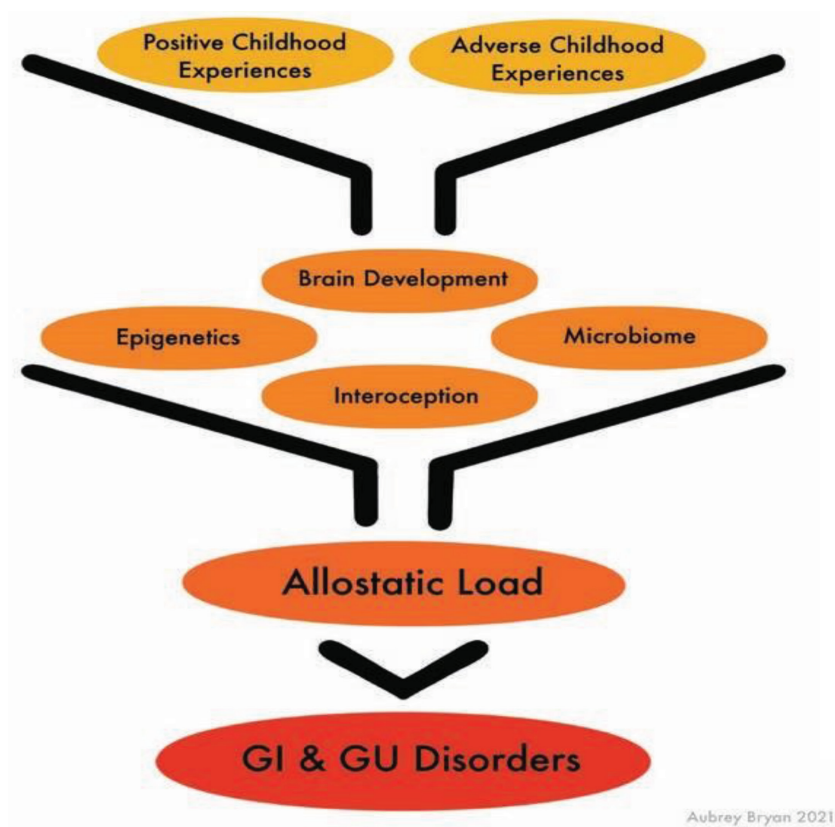 Positive Childhood
Experiences
Adverse Childhood
Experiences
Brain Development
Epigenetics
Microbiome
Interoception
Allostatic Load
GI & GU Disorders
Aubrey Bryan 2021